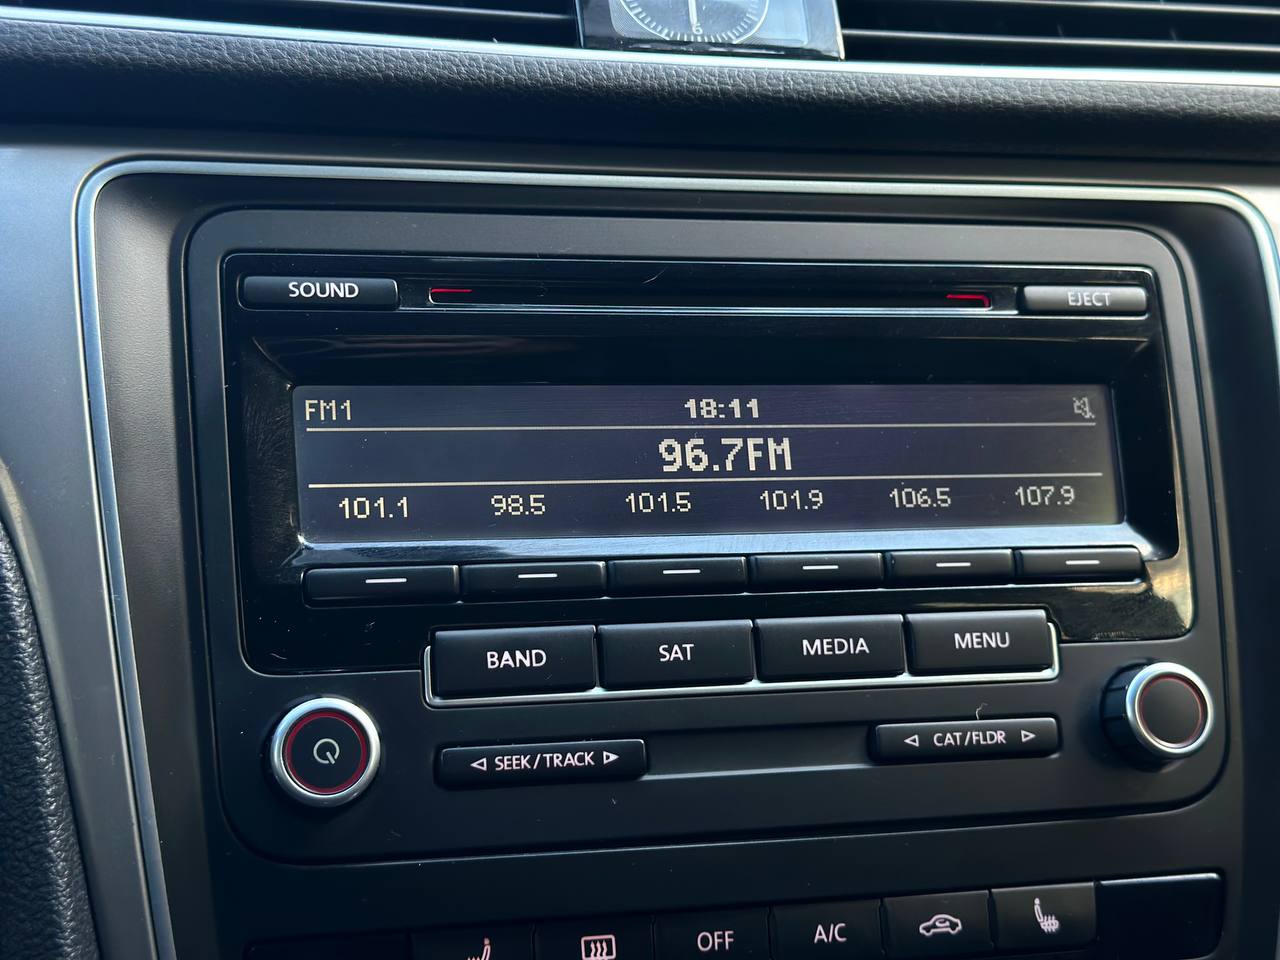 6
SOUND
EJECT
FM1 18:11
96.7FM
101.1 98.5 101.5 101.9 106.5 107.9
BAND SAT MEDIA MENU
SEEK/TRACK CAT/FLDR
OFF A/C